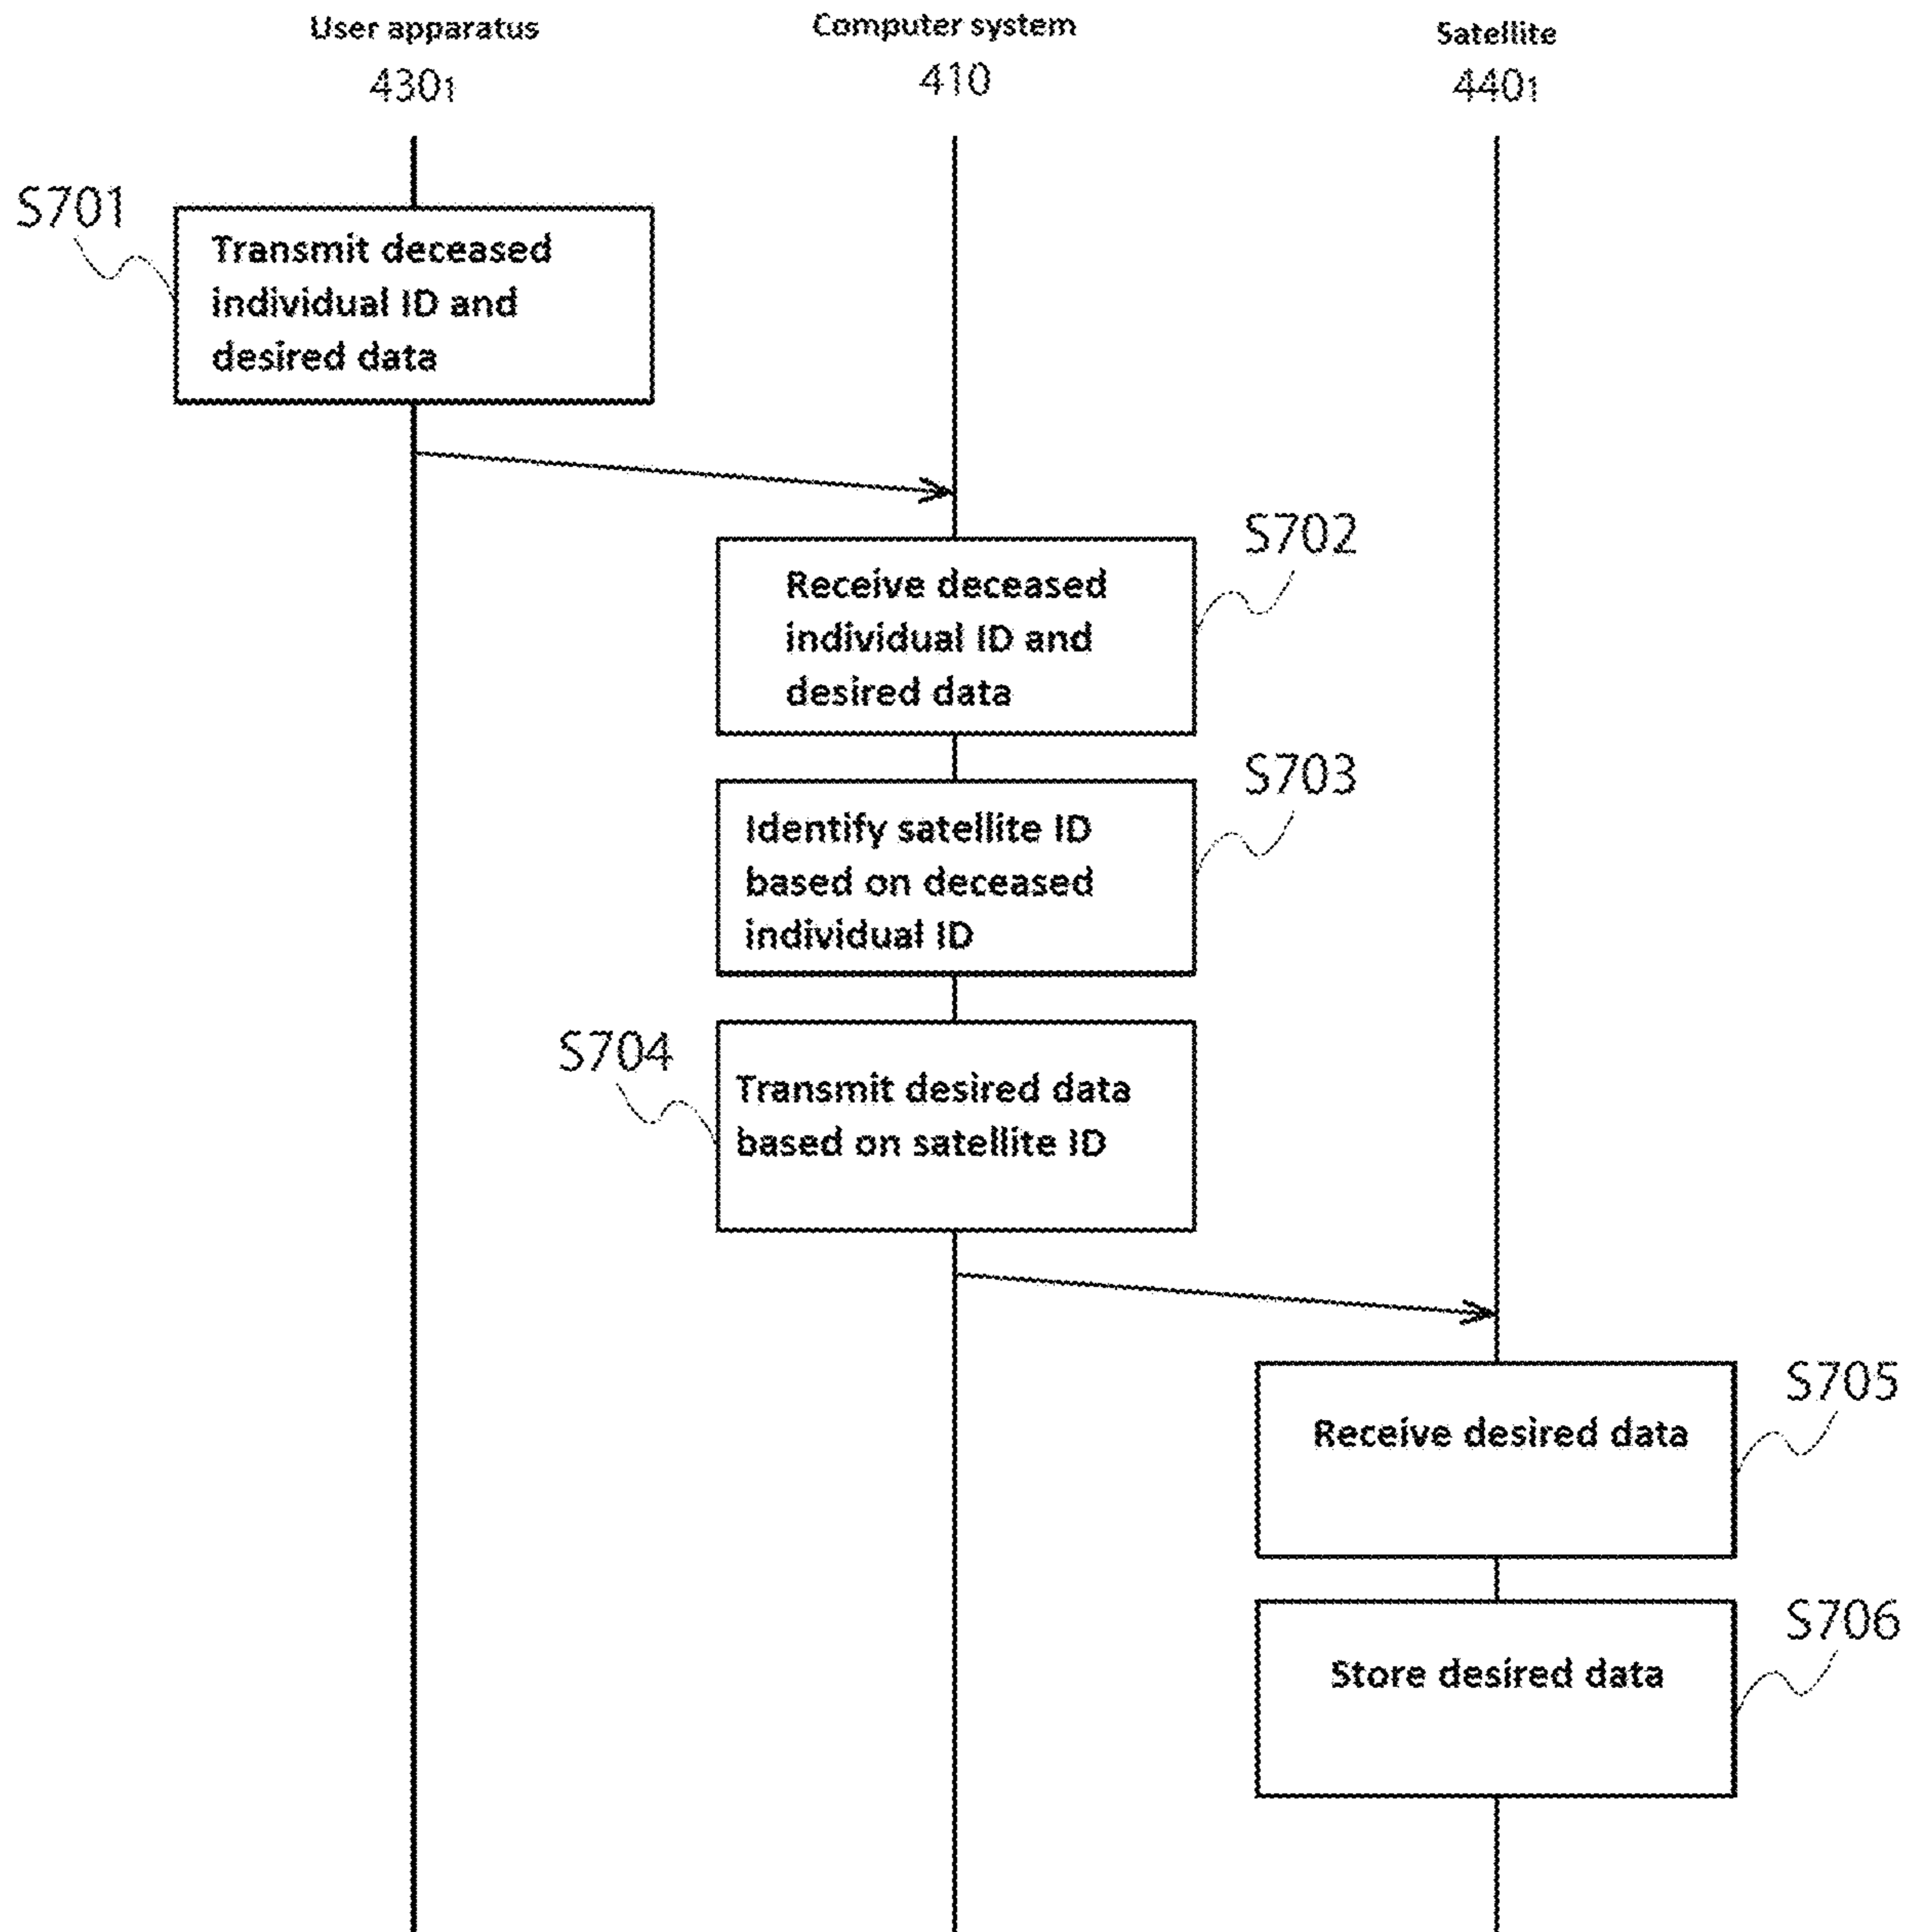 User apparatus
430₁
Computer system
410
Satellite
440₁
S701
Transmit deceased
individual ID and
desired data
S702
Receive deceased
individual ID and
desired data
S703
Identify satellite ID
based on deceased
individual ID
S704
Transmit desired data
based on satellite ID
S705
Receive desired data
S706
Store desired data